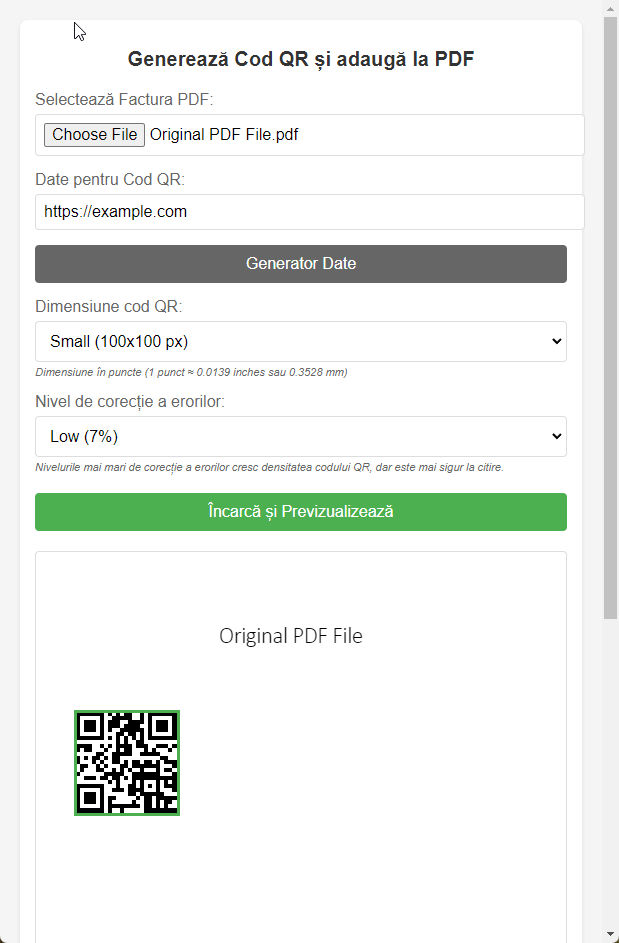 Generează Cod QR și adaugă la PDF
Selectează Factura PDF:
Choose File Original PDF File.pdf
Date pentru Cod QR:
https://example.com
Generator Date
Dimensiune cod QR:
Small (100x100 px)
Dimensiune în puncte (1 punct ≈ 0.0139 inches sau 0.3528 mm)
Nivel de corecție a erorilor:
Low (7%)
Nivelurile mai mari de corecție a erorilor cresc densitatea codului QR, dar este mai sigur la citire.
Încarcă și Previzualizează
Original PDF File